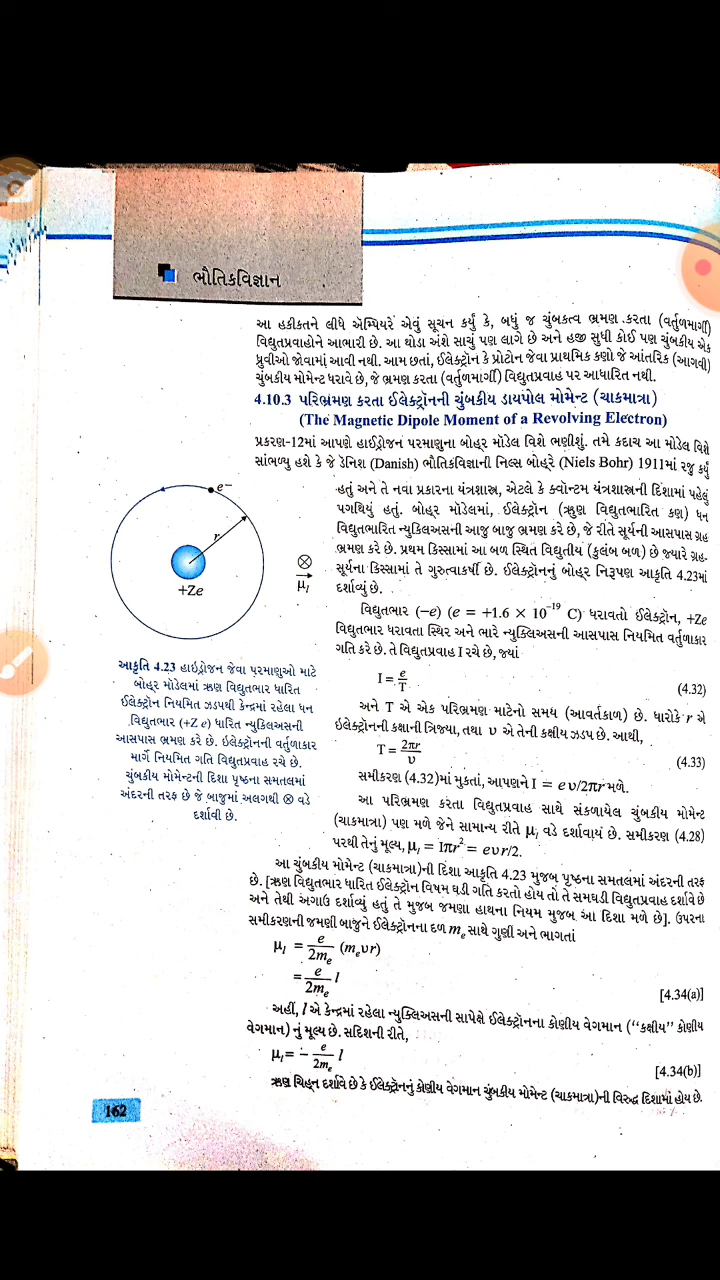 ભૌતિકવિજ્ઞાન
આ હકીકતને લીધે ઍમ્પિયરે એવું સૂચન કર્યું કે, બધું જ ચુંબકત્વ ભ્રમણ કરતા (વર્તુળમાર્ગી)
વિદ્યુતપ્રવાહોને આભારી છે. આ થોડા અંશે સાચું પણ લાગે છે અને હજી સુધી કોઈ પણ ચુંબકીય એક
ધ્રુવીઓ જોવામાં આવી નથી. આમ છતાં, ઈલેક્ટ્રૉન કે પ્રોટોન જેવા પ્રાથમિક કણો જે આંતરિક (આગવી)
ચુંબકીય મોમેન્ટ ધરાવે છે, જે ભ્રમણ કરતા (વર્તુળમાર્ગી) વિદ્યુતપ્રવાહ પર આધારિત નથી.
4.10.3 પરિભ્રમણ કરતા ઈલેક્ટ્રૉનની ચુંબકીય ડાયપોલ મોમેન્ટ (ચાકમાત્રા)
(The Magnetic Dipole Moment of a Revolving Electron)
પ્રકરણ-12માં આપણે હાઈડ્રોજન પરમાણુના બોહ્ર મૉડેલ વિશે ભણીશું. તમે કદાચ આ મોડેલ વિશે
સાંભળ્યુ હશે કે જે ડેનિશ (Danish) ભૌતિકવિજ્ઞાની નિલ્સ બોહ્રરે (Niels Bohr) 1911માં રજુ કર્યું
હતું અને તે નવા પ્રકારના યંત્રશાસ્ત્ર, એટલે કે ક્વૉન્ટમ યંત્રશાસ્ત્રની દિશામાં પહેલું
પગથિયું હતું. બોહ્ર મૉડેલમાં, ઈલેક્ટ્રૉન (ઋણ વિદ્યુતભારિત કણ) ધન
વિદ્યુતભારિત ન્યુક્લિઅસની આજુ બાજુ ભ્રમણ કરે છે, જે રીતે સૂર્યની આસપાસ ગ્રહ
ભ્રમણ કરે છે. પ્રથમ કિસ્સામાં આ બળ સ્થિત વિદ્યુતીય (કુલંબ બળ) છે જ્યારે ગ્રહ-
સૂર્યના કિસ્સામાં તે ગુરુત્વાકર્ષી છે. ઈલેક્ટ્રૉનનું બોહ્ર નિરૂપણ આકૃતિ 4.23માં
દર્શાવ્યું છે.
e−
r
+Ze
⊗
μl
વિદ્યુતભાર (−e) (e = +1.6 × 10−19 C) ધરાવતો ઈલેક્ટ્રૉન, +Ze
વિદ્યુતભાર ધરાવતા સ્થિર અને ભારે ન્યુક્લિઅસની આસપાસ નિયમિત વર્તુળાકાર
ગતિ કરે છે. તે વિદ્યુતપ્રવાહ I રચે છે, જ્યાં
I = e/T (4.32)
અને T એ એક પરિભ્રમણ માટેનો સમય (આવર્તકાળ) છે. ધારોકે r એ
ઇલેક્ટ્રૉનની કક્ષાની ત્રિજ્યા, તથા υ એ તેની કક્ષીય ઝડપ છે. આથી,
T = 2πr/υ (4.33)
સમીકરણ (4.32)માં મુકતાં, આપણને I = eυ/2πr મળે.
આકૃતિ 4.23 હાઇડ્રોજન જેવા પરમાણુઓ માટે
બોહ્ર મૉડેલમાં ઋણ વિદ્યુતભાર ધારિત
ઈલેક્ટ્રૉન નિયમિત ઝડપથી કેન્દ્રમાં રહેલા ધન
વિદ્યુતભાર (+Z e) ધારિત ન્યુક્લિઅસની
આસપાસ ભ્રમણ કરે છે. ઇલેક્ટ્રૉનની વર્તુળાકાર
માર્ગે નિયમિત ગતિ વિદ્યુતપ્રવાહ રચે છે.
ચુંબકીય મોમેન્ટની દિશા પૃષ્ઠના સમતલમાં
અંદરની તરફ છે જે બાજુમાં અલગથી ⊗ વડે
દર્શાવી છે.
આ પરિભ્રમણ કરતા વિદ્યુતપ્રવાહ સાથે સંકળાયેલ ચુંબકીય મોમેન્ટ
(ચાકમાત્રા) પણ મળે જેને સામાન્ય રીતે μl વડે દર્શાવાય છે. સમીકરણ (4.28)
પરથી તેનું મૂલ્ય, μl = Iπr² = eυr/2.
આ ચુંબકીય મોમેન્ટ (ચાકમાત્રા)ની દિશા આકૃતિ 4.23 મુજબ પૃષ્ઠના સમતલમાં અંદરની તરફ
છે. [ઋણ વિદ્યુતભાર ધારિત ઈલેક્ટ્રૉન વિષમ ઘડી ગતિ કરતો હોય તો તે સમઘડી વિદ્યુતપ્રવાહ દર્શાવે છે
અને તેથી અગાઉ દર્શાવ્યું હતું તે મુજબ જમણા હાથના નિયમ મુજબ આ દિશા મળે છે]. ઉપરના
સમીકરણની જમણી બાજુને ઈલેક્ટ્રૉનના દળ me સાથે ગુણી અને ભાગતાં
μl = e/2me (meυr)
= e/2me l [4.34(a)]
અહીં, l એ કેન્દ્રમાં રહેલા ન્યુક્લિઅસની સાપેક્ષે ઈલેક્ટ્રૉનના કોણીય વેગમાન (“કક્ષીય” કોણીય
વેગમાન) નું મૂલ્ય છે. સદિશની રીતે,
μl = − e/2me l [4.34(b)]
ઋણ ચિહ્ન દર્શાવે છે કે ઈલેક્ટ્રૉનનું કોણીય વેગમાન ચુંબકીય મોમેન્ટ (ચાકમાત્રા)ની વિરુદ્ધ દિશામાં હોય છે.
162